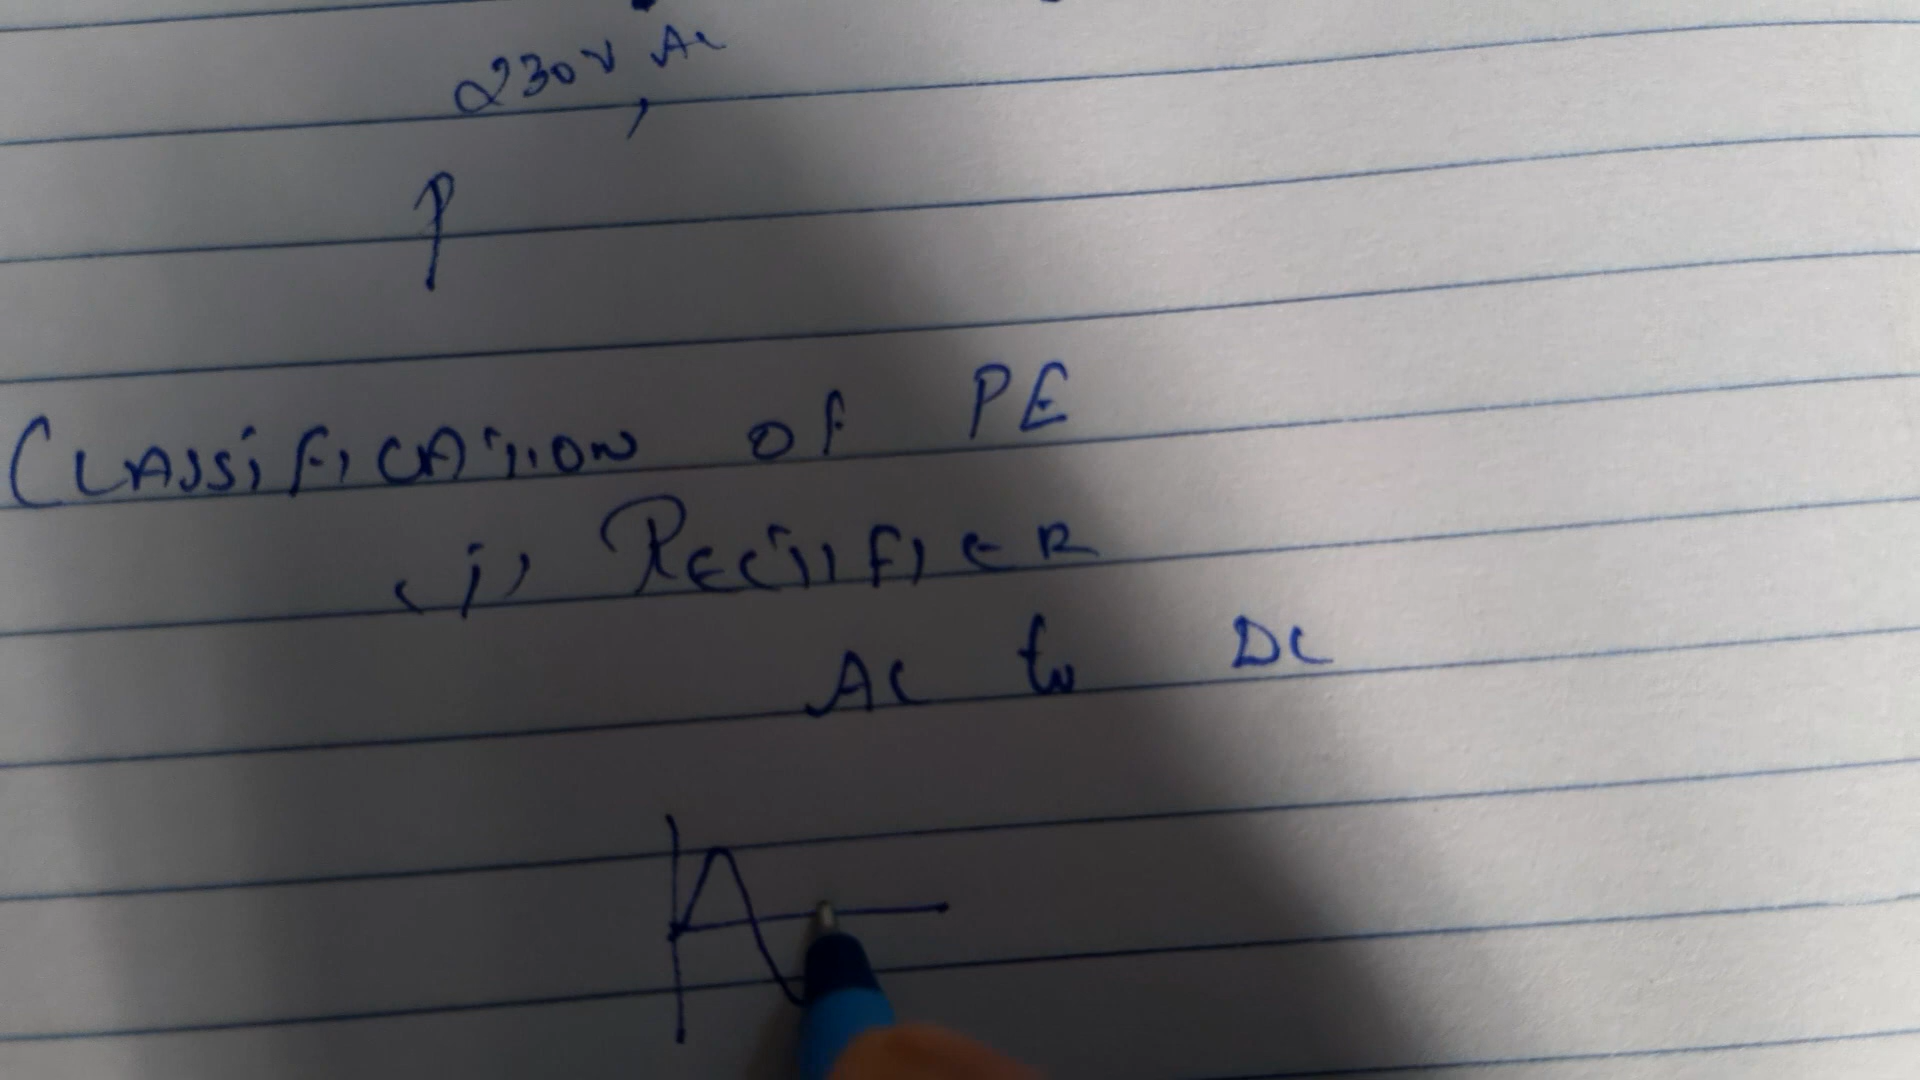 230V AC,
P
CLASSIFICATION OF PE
(i) RECTIFIER
AC to DC